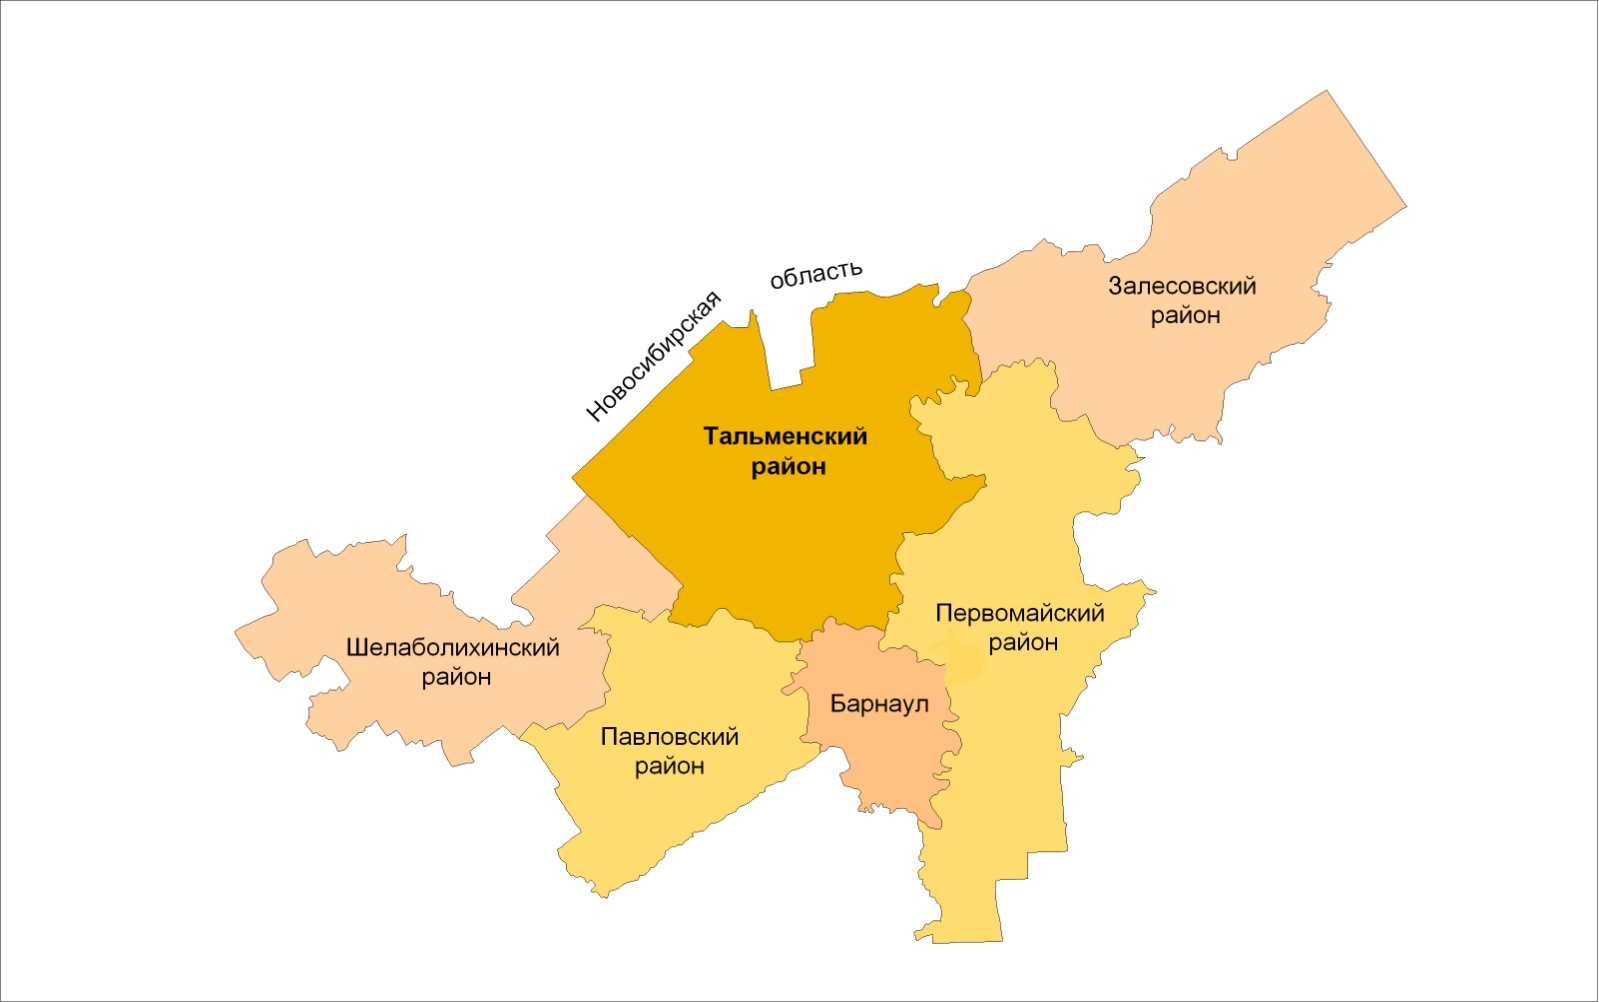 Новосибирская
область
Залесовский
район
Тальменский
район
Первомайский
район
Шелаболихинский
район
Барнаул
Павловский
район